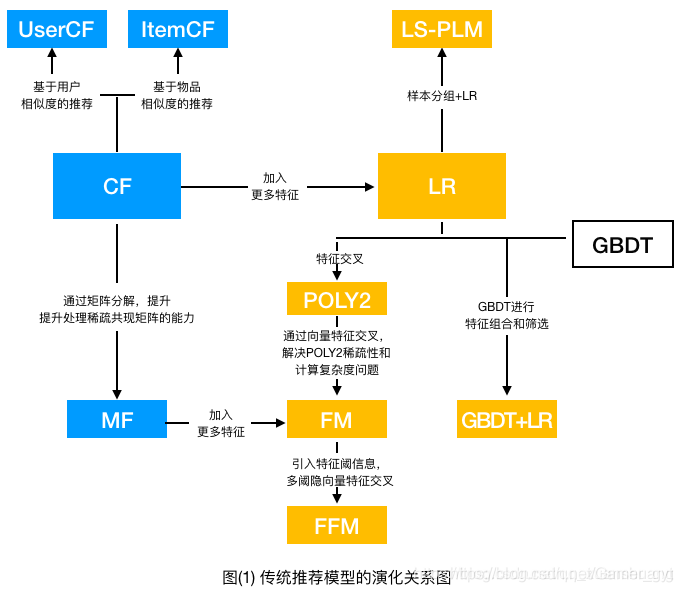 UserCF
ItemCF
LS-PLM
基于用户
相似度的推荐
基于物品
相似度的推荐
样本分组+LR
CF
加入
更多特征
LR
GBDT
特征交叉
POLY2
通过矩阵分解，提升
提升处理稀疏共现矩阵的能力
GBDT进行
特征组合和筛选
通过向量特征交叉，
解决POLY2稀疏性和
计算复杂度问题
MF
加入
更多特征
FM
GBDT+LR
引入特征阈信息，
多阈隐向量特征交叉
FFM
图(1) 传统推荐模型的演化关系图